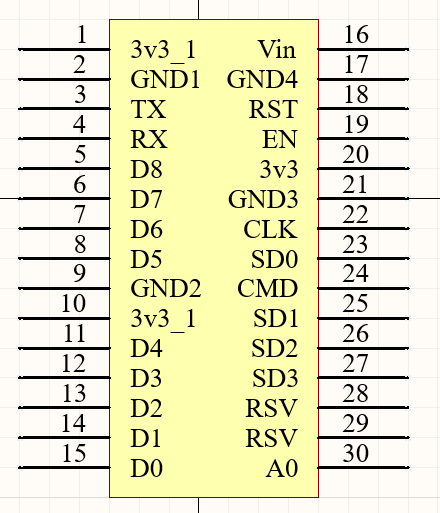 1 3v3_1 Vin 16
2 GND1 GND4 17
3 TX RST 18
4 RX EN 19
5 D8 3v3 20
6 D7 GND3 21
7 D6 CLK 22
8 D5 SD0 23
9 GND2 CMD 24
10 3v3_1 SD1 25
11 D4 SD2 26
12 D3 SD3 27
13 D2 RSV 28
14 D1 RSV 29
15 D0 A0 30